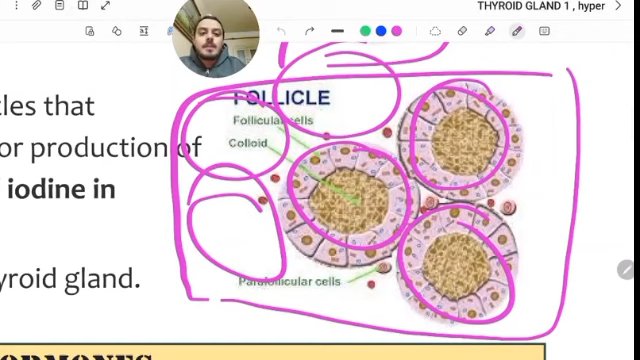 THYROID GLAND 1 , hyper
FOLLICLE
Follicular cells
Colloid
Parafollicular cells
cles that
or production of
iodine in
yroid gland.